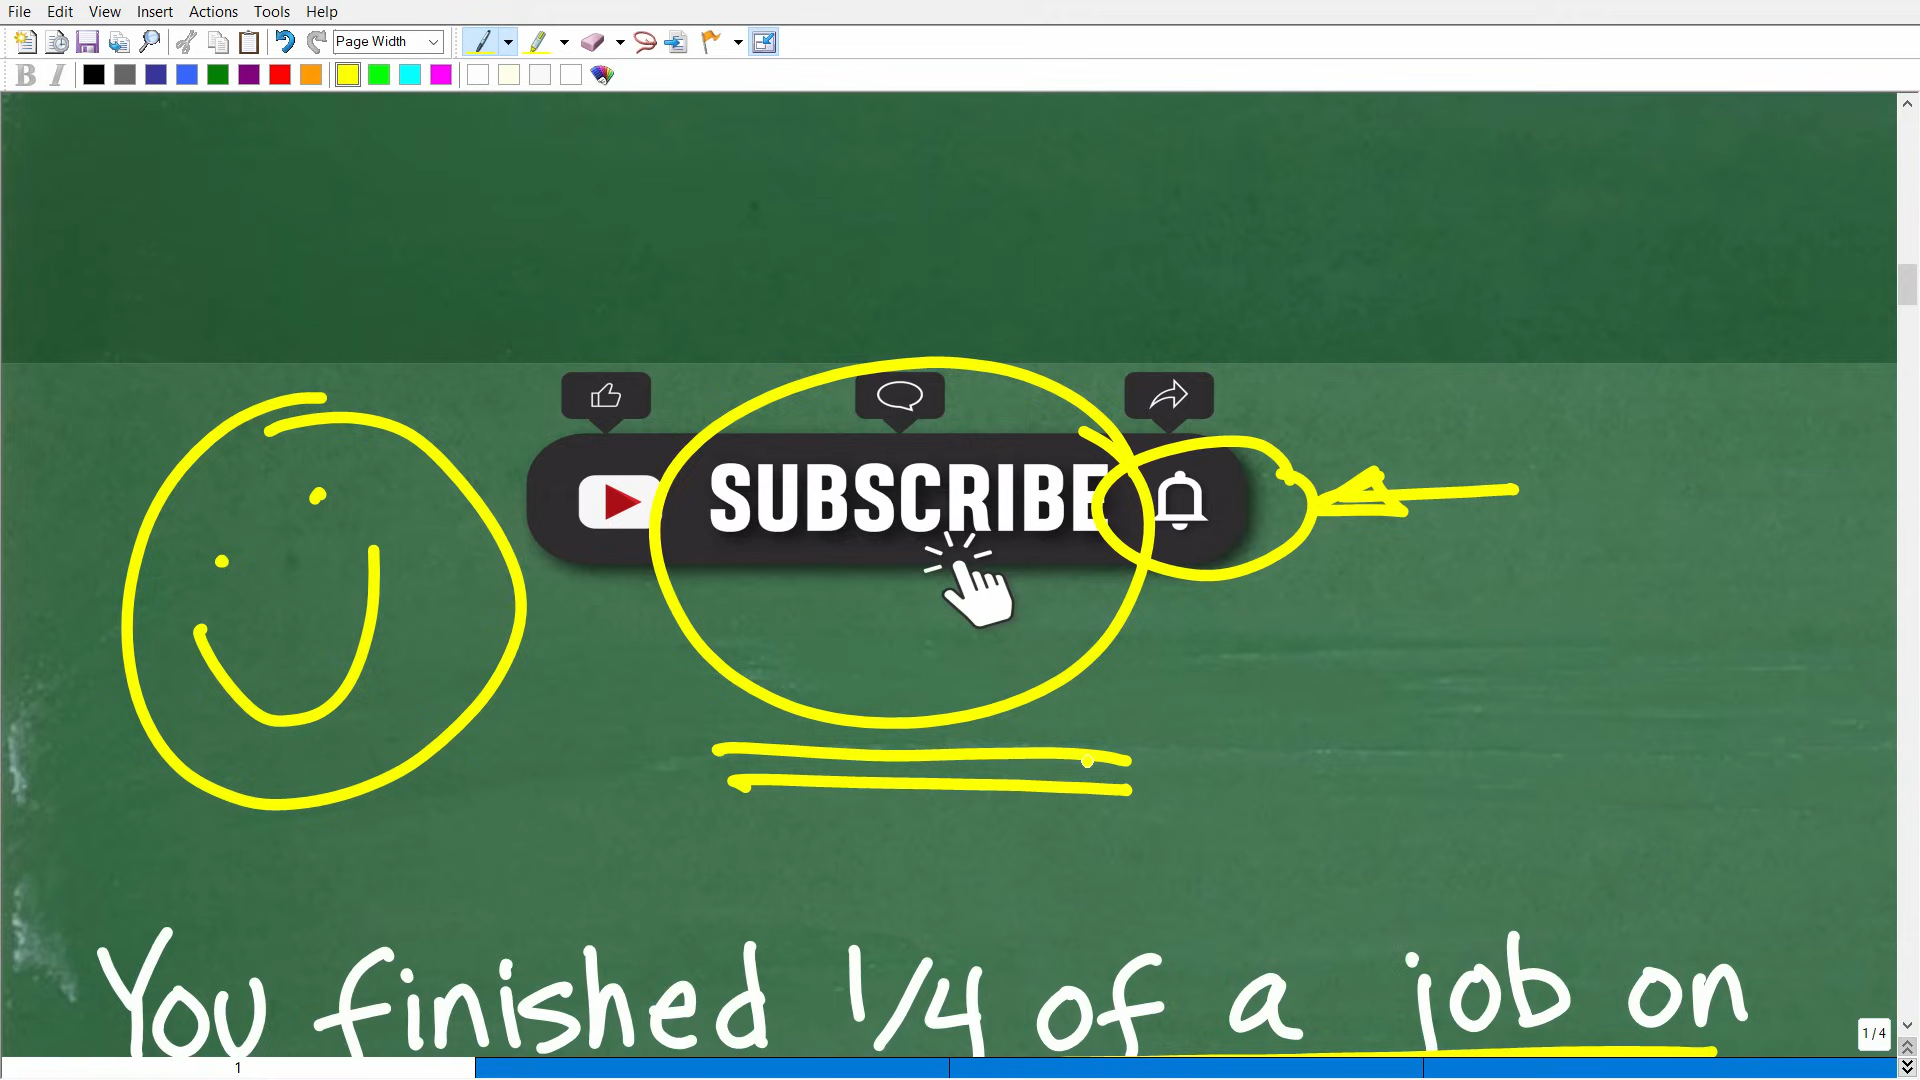 File Edit View Insert Actions Tools Help
Page Width
B I
SUBSCRIBE
You finished 1/4 of a job on
1 / 4
1